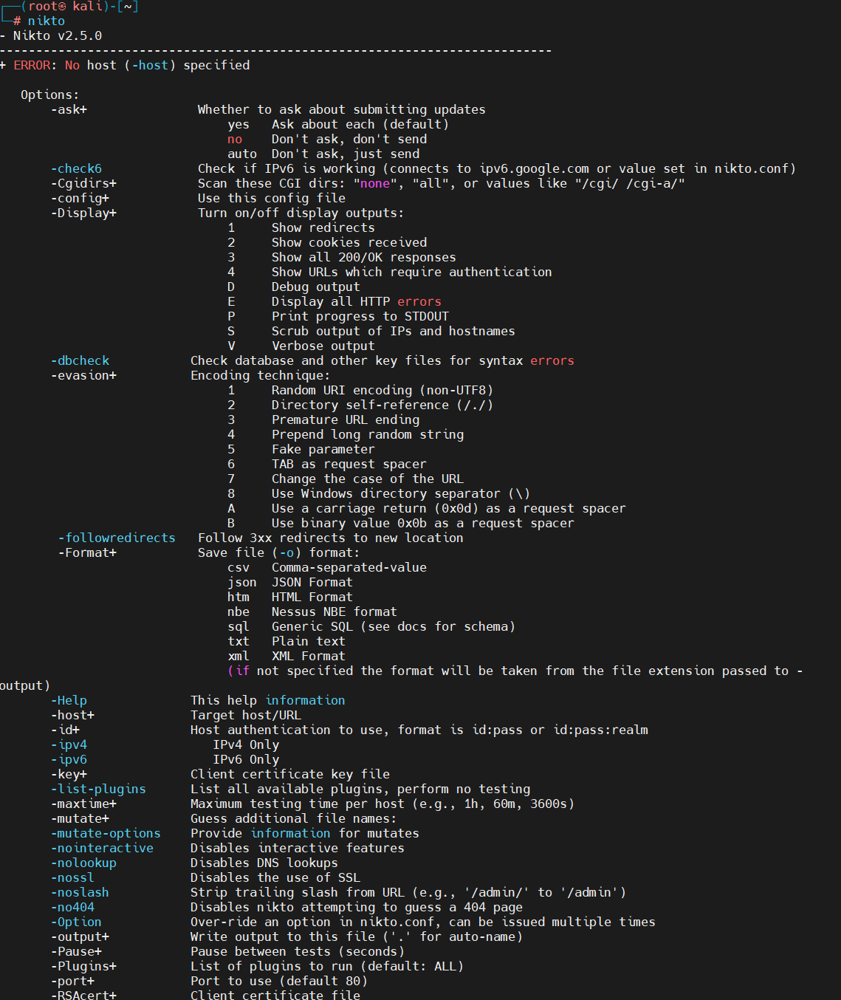 ┌──(root㉿ kali)-[~]
└─# nikto
- Nikto v2.5.0
---------------------------------------------------------------------------
+ ERROR: No host (-host) specified

   Options:
       -ask+               Whether to ask about submitting updates
                               yes   Ask about each (default)
                               no    Don't ask, don't send
                               auto  Don't ask, just send
       -check6             Check if IPv6 is working (connects to ipv6.google.com or value set in nikto.conf)
       -Cgidirs+           Scan these CGI dirs: "none", "all", or values like "/cgi/ /cgi-a/"
       -config+            Use this config file
       -Display+           Turn on/off display outputs:
                               1     Show redirects
                               2     Show cookies received
                               3     Show all 200/OK responses
                               4     Show URLs which require authentication
                               D     Debug output
                               E     Display all HTTP errors
                               P     Print progress to STDOUT
                               S     Scrub output of IPs and hostnames
                               V     Verbose output
       -dbcheck           Check database and other key files for syntax errors
       -evasion+          Encoding technique:
                               1     Random URI encoding (non-UTF8)
                               2     Directory self-reference (/./)
                               3     Premature URL ending
                               4     Prepend long random string
                               5     Fake parameter
                               6     TAB as request spacer
                               7     Change the case of the URL
                               8     Use Windows directory separator (\)
                               A     Use a carriage return (0x0d) as a request spacer
                               B     Use binary value 0x0b as a request spacer
        -followredirects   Follow 3xx redirects to new location
        -Format+           Save file (-o) format:
                               csv   Comma-separated-value
                               json  JSON Format
                               htm   HTML Format
                               nbe   Nessus NBE format
                               sql   Generic SQL (see docs for schema)
                               txt   Plain text
                               xml   XML Format
                               (if not specified the format will be taken from the file extension passed to -
output)
       -Help              This help information
       -host+             Target host/URL
       -id+               Host authentication to use, format is id:pass or id:pass:realm
       -ipv4                 IPv4 Only
       -ipv6                 IPv6 Only
       -key+              Client certificate key file
       -list-plugins      List all available plugins, perform no testing
       -maxtime+          Maximum testing time per host (e.g., 1h, 60m, 3600s)
       -mutate+           Guess additional file names:
       -mutate-options    Provide information for mutates
       -nointeractive     Disables interactive features
       -nolookup          Disables DNS lookups
       -nossl             Disables the use of SSL
       -noslash           Strip trailing slash from URL (e.g., '/admin/' to '/admin')
       -no404             Disables nikto attempting to guess a 404 page
       -Option            Over-ride an option in nikto.conf, can be issued multiple times
       -output+           Write output to this file ('.' for auto-name)
       -Pause+            Pause between tests (seconds)
       -Plugins+          List of plugins to run (default: ALL)
       -port+             Port to use (default 80)
       -RSAcert+          Client certificate file